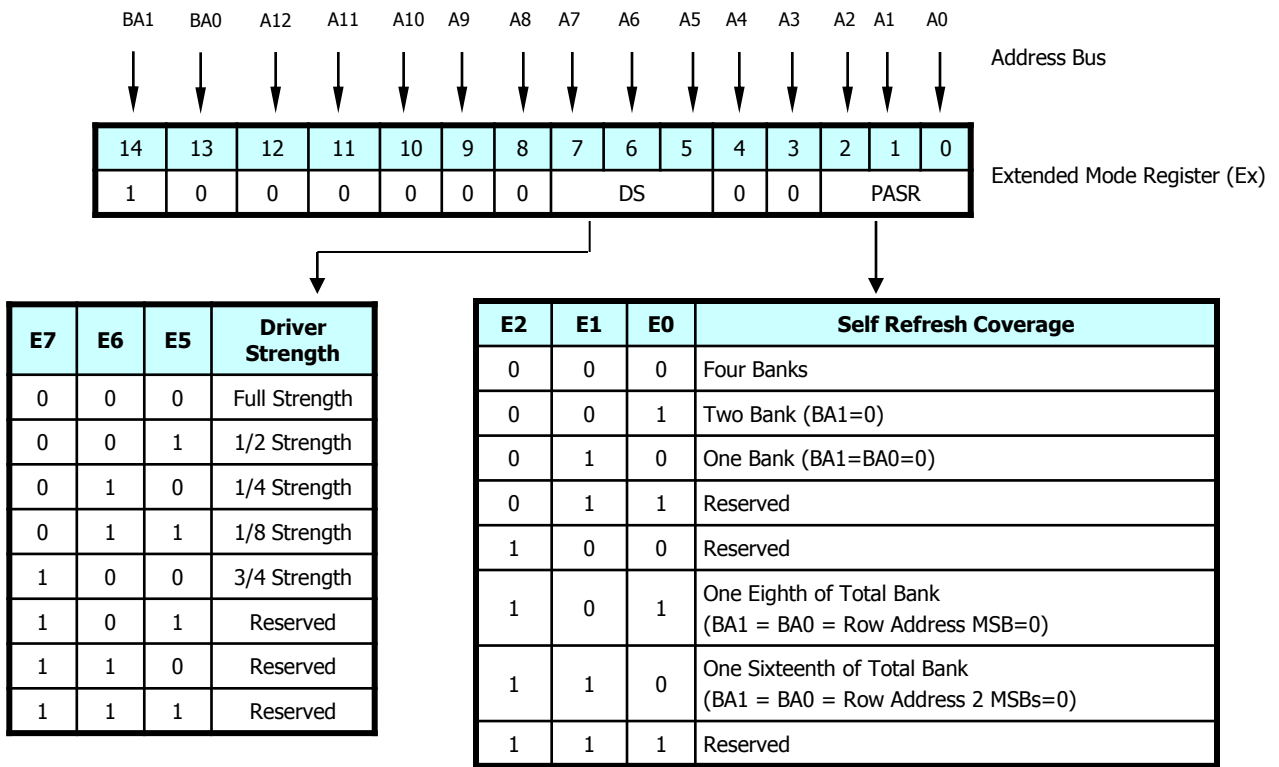 BA1 BA0 A12 A11 A10 A9 A8 A7 A6 A5 A4 A3 A2 A1 A0
Address Bus
14 13 12 11 10 9 8 7 6 5 4 3 2 1 0
1 0 0 0 0 0 0 DS 0 0 PASR
Extended Mode Register (Ex)
E7 E6 E5 Driver
Strength
0 0 0 Full Strength
0 0 1 1/2 Strength
0 1 0 1/4 Strength
0 1 1 1/8 Strength
1 0 0 3/4 Strength
1 0 1 Reserved
1 1 0 Reserved
1 1 1 Reserved
E2 E1 E0 Self Refresh Coverage
0 0 0 Four Banks
0 0 1 Two Bank (BA1=0)
0 1 0 One Bank (BA1=BA0=0)
0 1 1 Reserved
1 0 0 Reserved
1 0 1 One Eighth of Total Bank
(BA1 = BA0 = Row Address MSB=0)
1 1 0 One Sixteenth of Total Bank
(BA1 = BA0 = Row Address 2 MSBs=0)
1 1 1 Reserved